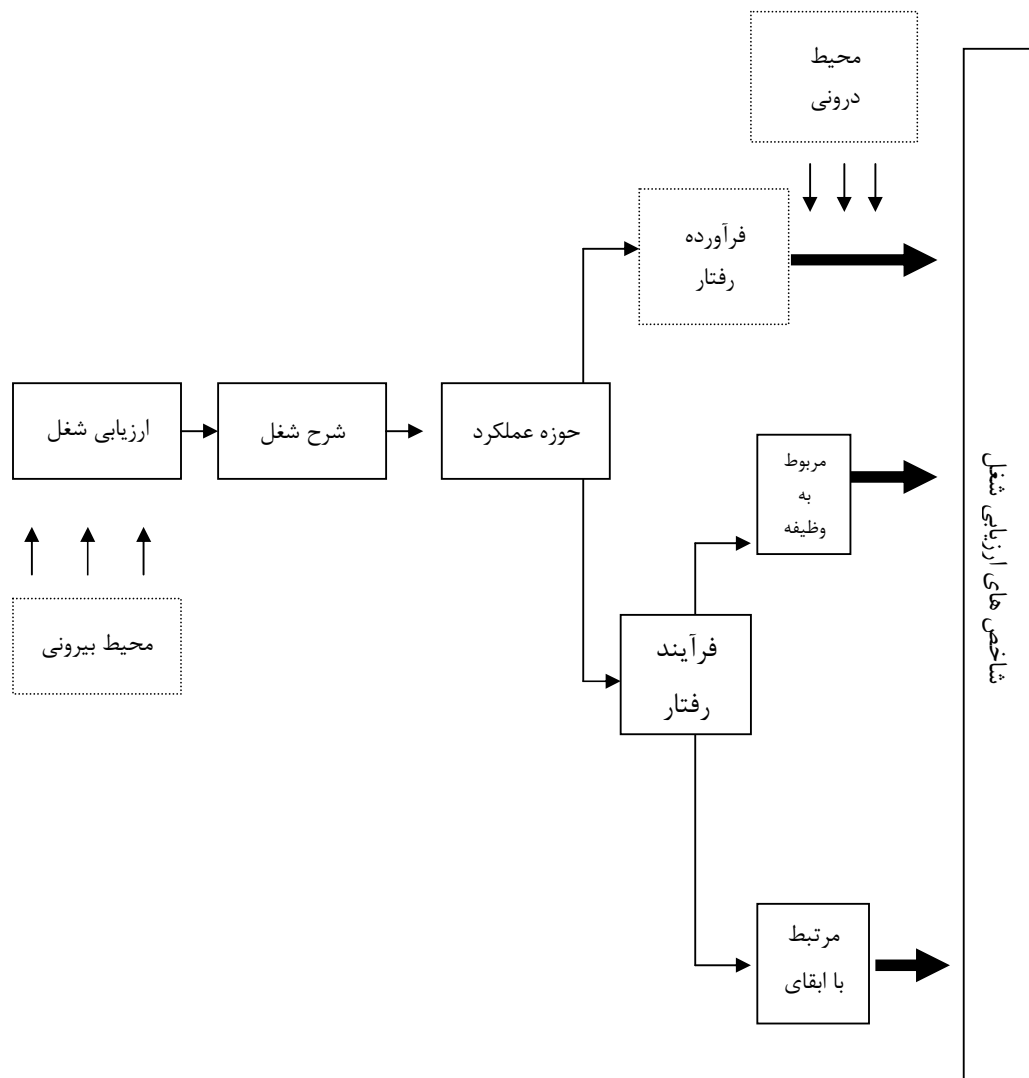 محیط
درونی
فرآورده
رفتار
ارزیابی شغل
شرح شغل
حوزه عملکرد
مربوط
به
وظیفه
محیط بیرونی
فرآیند
رفتار
مرتبط
با ابقای
شاخص های ارزیابی شغل